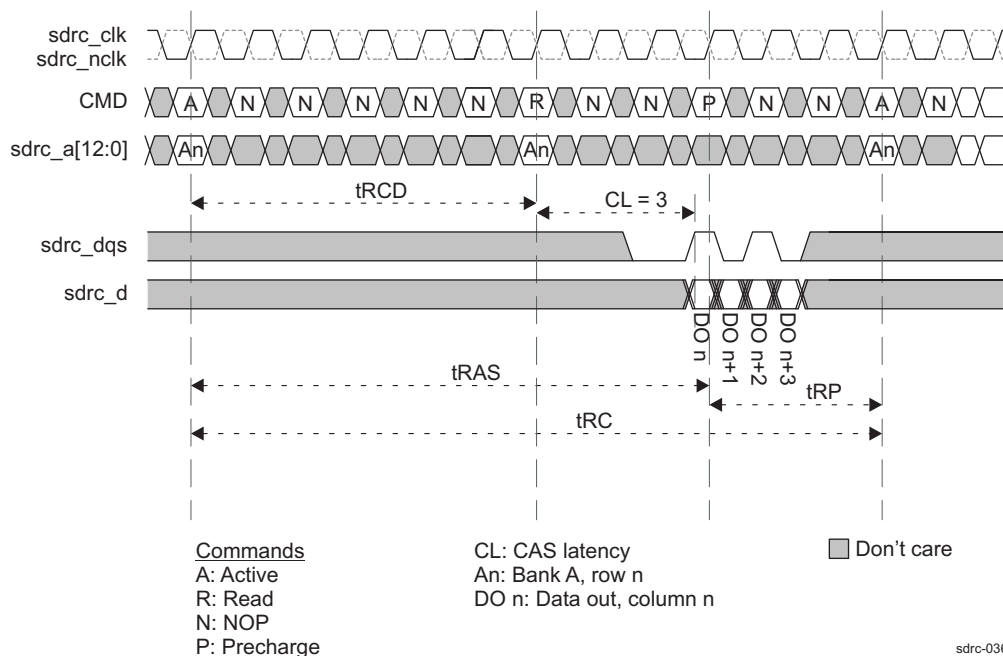 sdrc_clk
sdrc_nclk
CMD A N N N N N R N N P N N A N
sdrc_a[12:0] An An An
tRCD
CL = 3
sdrc_dqs
sdrc_d
DO n
DO n+1
DO n+2
DO n+3
tRAS
tRP
tRC
Commands
A: Active
R: Read
N: NOP
P: Precharge
CL: CAS latency
An: Bank A, row n
DO n: Data out, column n
Don't care